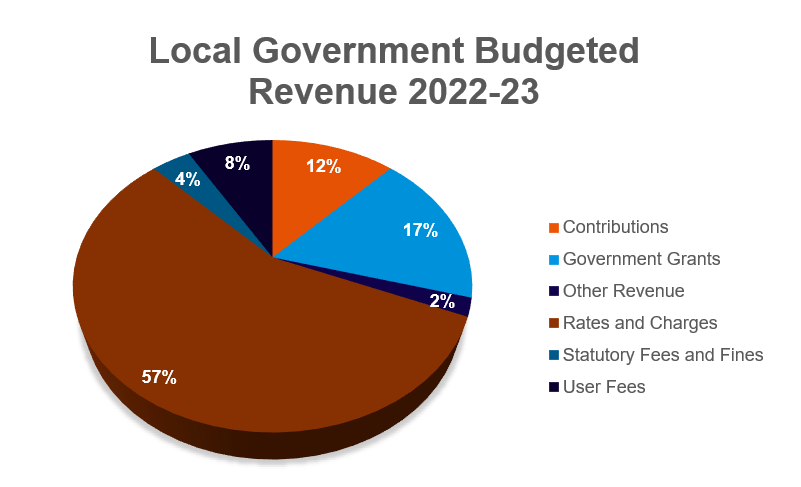 Local Government Budgeted
Revenue 2022-23
8%
12%
4%
17%
2%
57%
Contributions
Government Grants
Other Revenue
Rates and Charges
Statutory Fees and Fines
User Fees